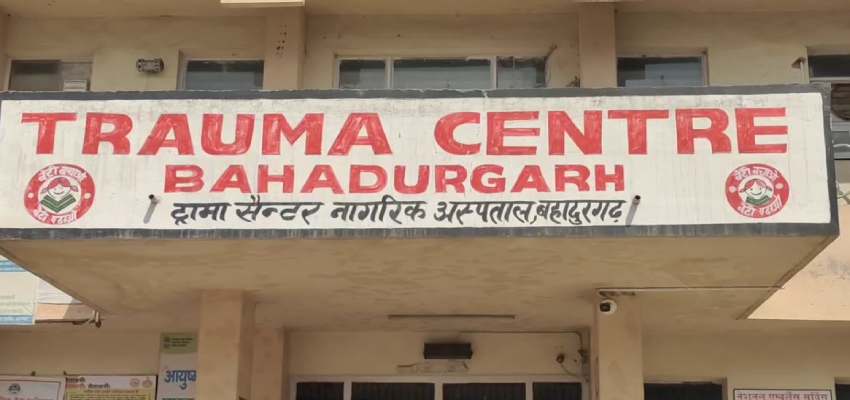 TRAUMA CENTRE
BAHADURGARH
ट्रामा सैन्टर नागरिक अस्पताल,बहादुरगढ़
बेटी बचाओ
बेटी पढ़ाओ
बेटी बचाओ
बेटी पढ़ाओ
आयुष